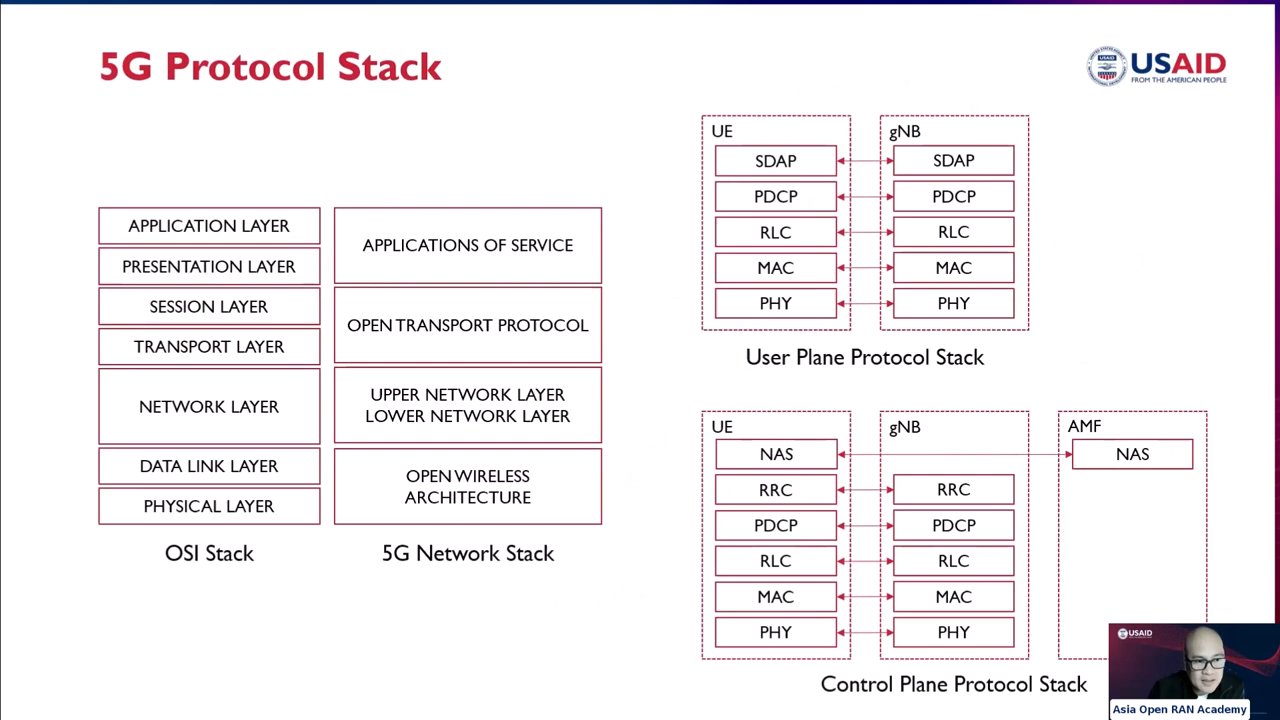 5G Protocol Stack
USAID
FROM THE AMERICAN PEOPLE
APPLICATION LAYER
PRESENTATION LAYER
SESSION LAYER
TRANSPORT LAYER
NETWORK LAYER
DATA LINK LAYER
PHYSICAL LAYER
OSI Stack
APPLICATIONS OF SERVICE
OPEN TRANSPORT PROTOCOL
UPPER NETWORK LAYER
LOWER NETWORK LAYER
OPEN WIRELESS
ARCHITECTURE
5G Network Stack
UE
gNB
SDAP
SDAP
PDCP
PDCP
RLC
RLC
MAC
MAC
PHY
PHY
User Plane Protocol Stack
UE
gNB
AMF
NAS
NAS
RRC
RRC
PDCP
PDCP
RLC
RLC
MAC
MAC
PHY
PHY
Control Plane Protocol Stack
USAID
Asia Open RAN Academy